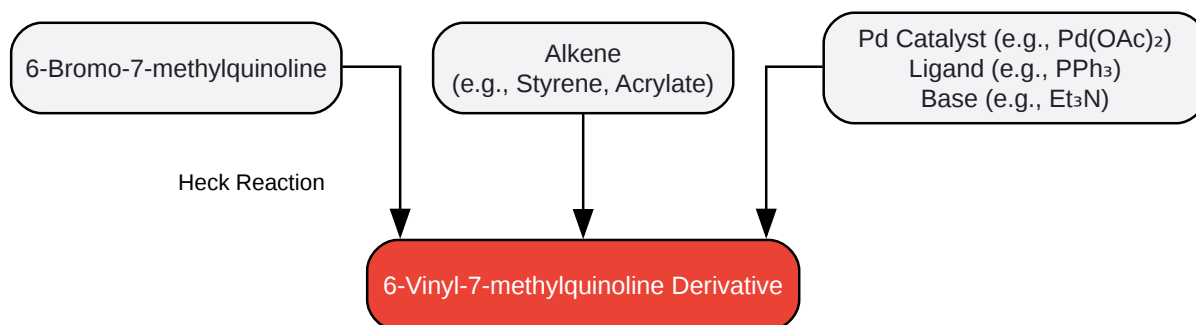 6-Bromo-7-methylquinoline
Alkene
(e.g., Styrene, Acrylate)
Pd Catalyst (e.g., Pd(OAc)₂)
Ligand (e.g., PPh₃)
Base (e.g., Et₃N)
Heck Reaction
6-Vinyl-7-methylquinoline Derivative